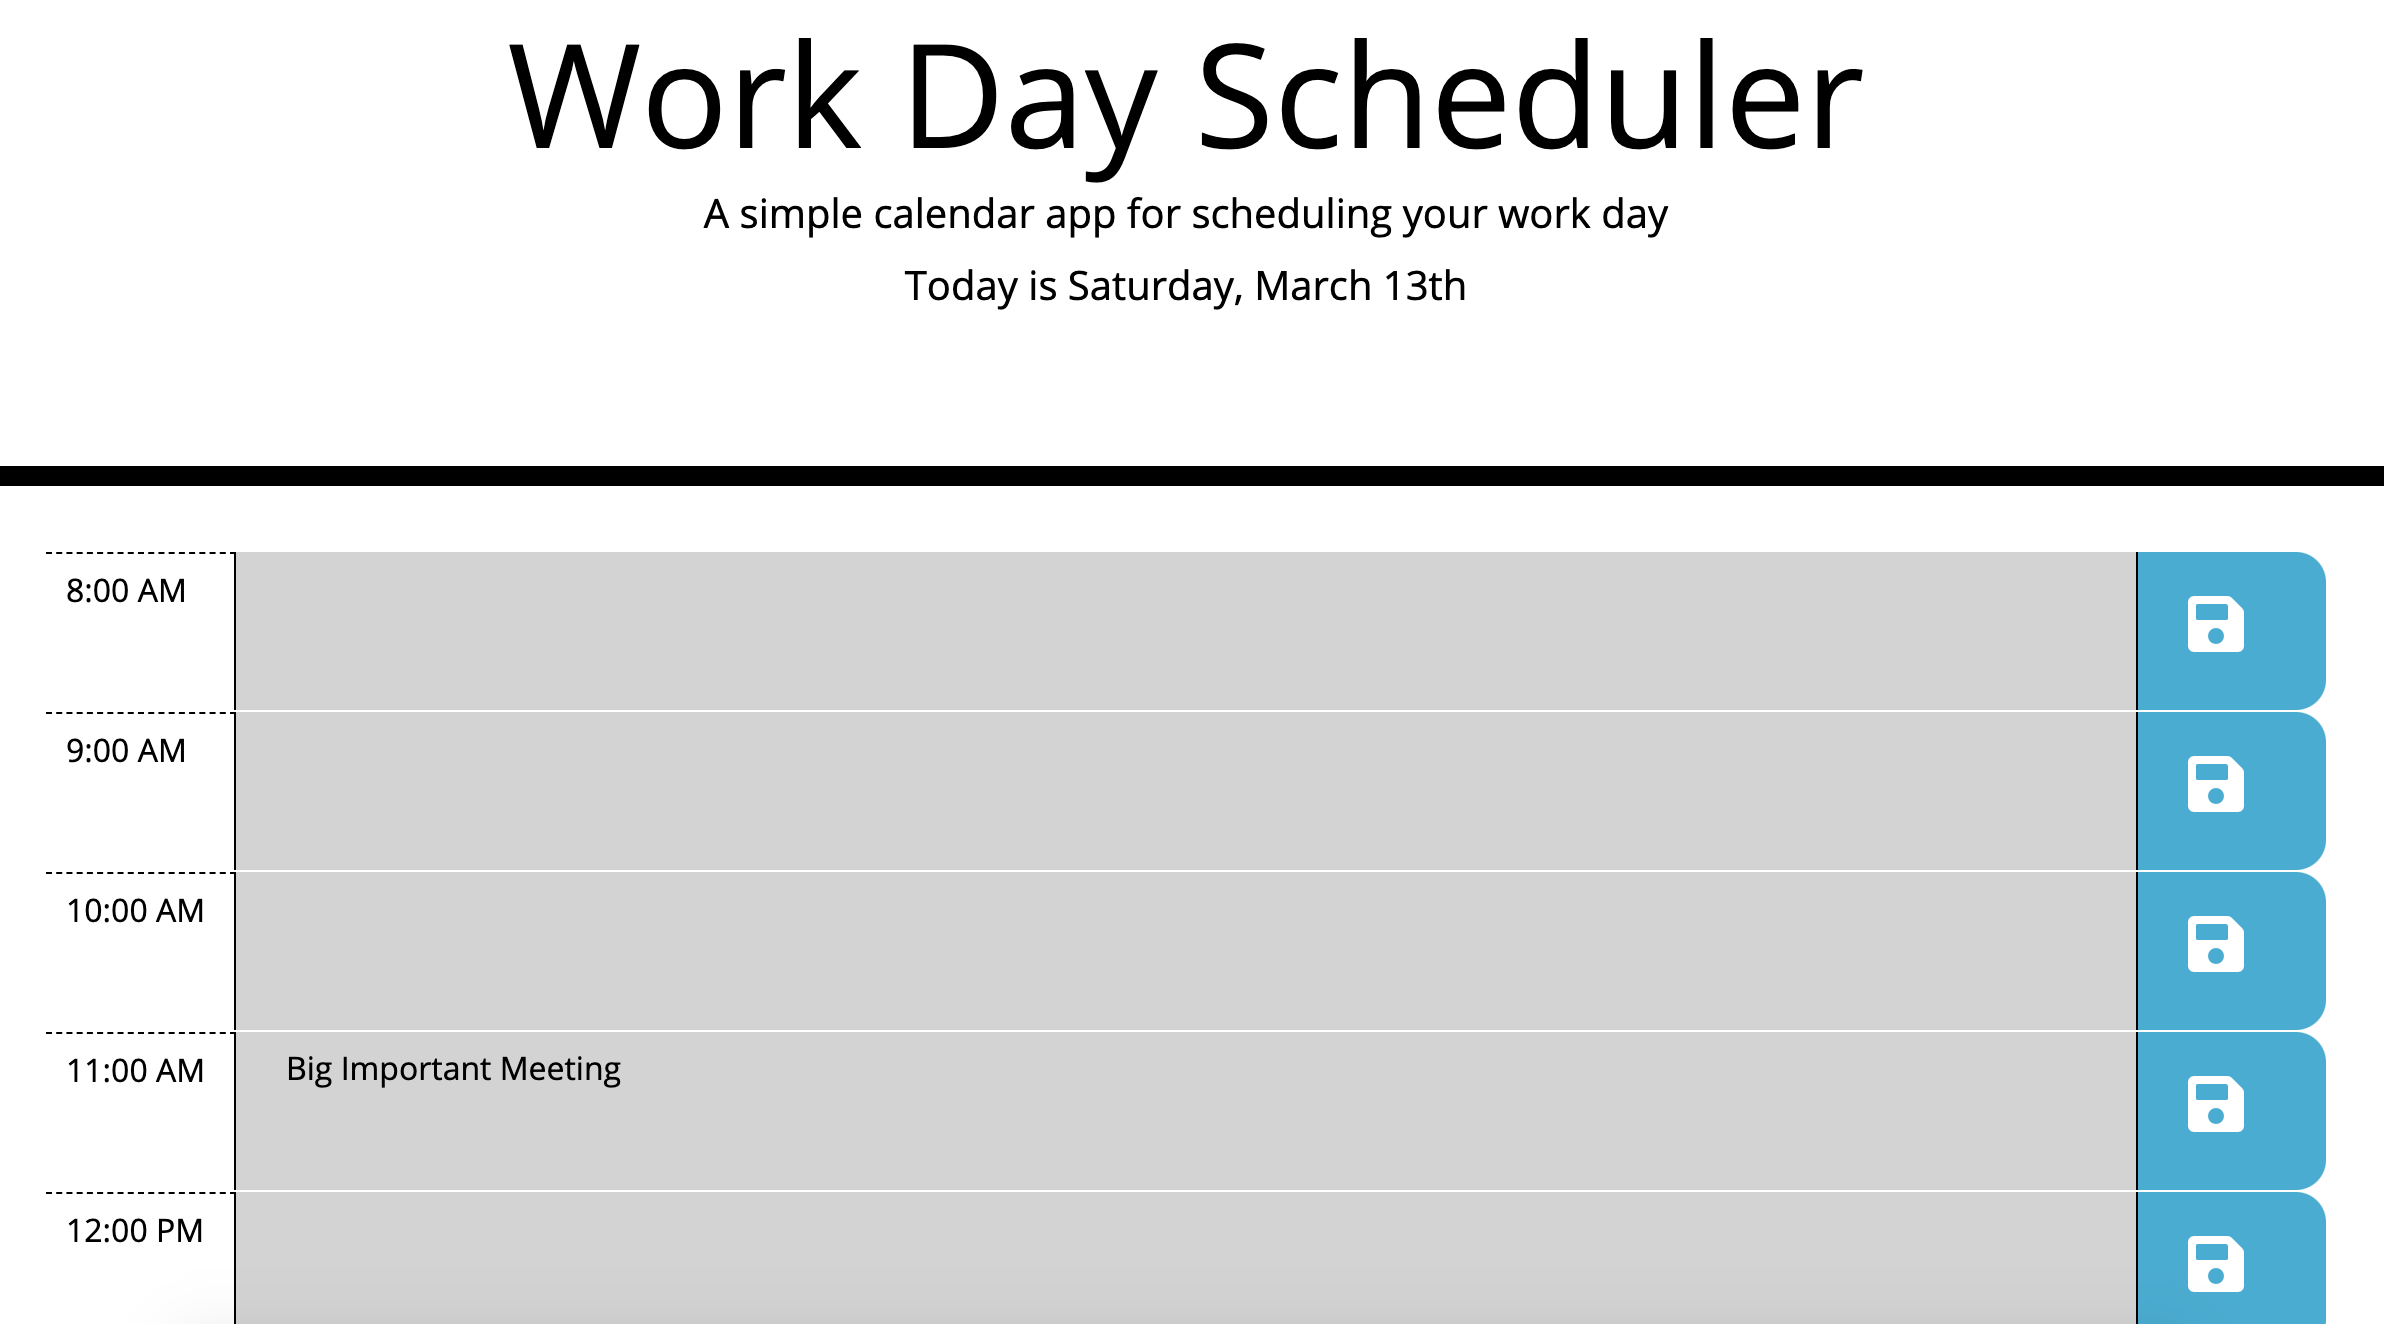 Work Day Scheduler
A simple calendar app for scheduling your work day
Today is Saturday, March 13th
8:00 AM
9:00 AM
10:00 AM
11:00 AM Big Important Meeting
12:00 PM